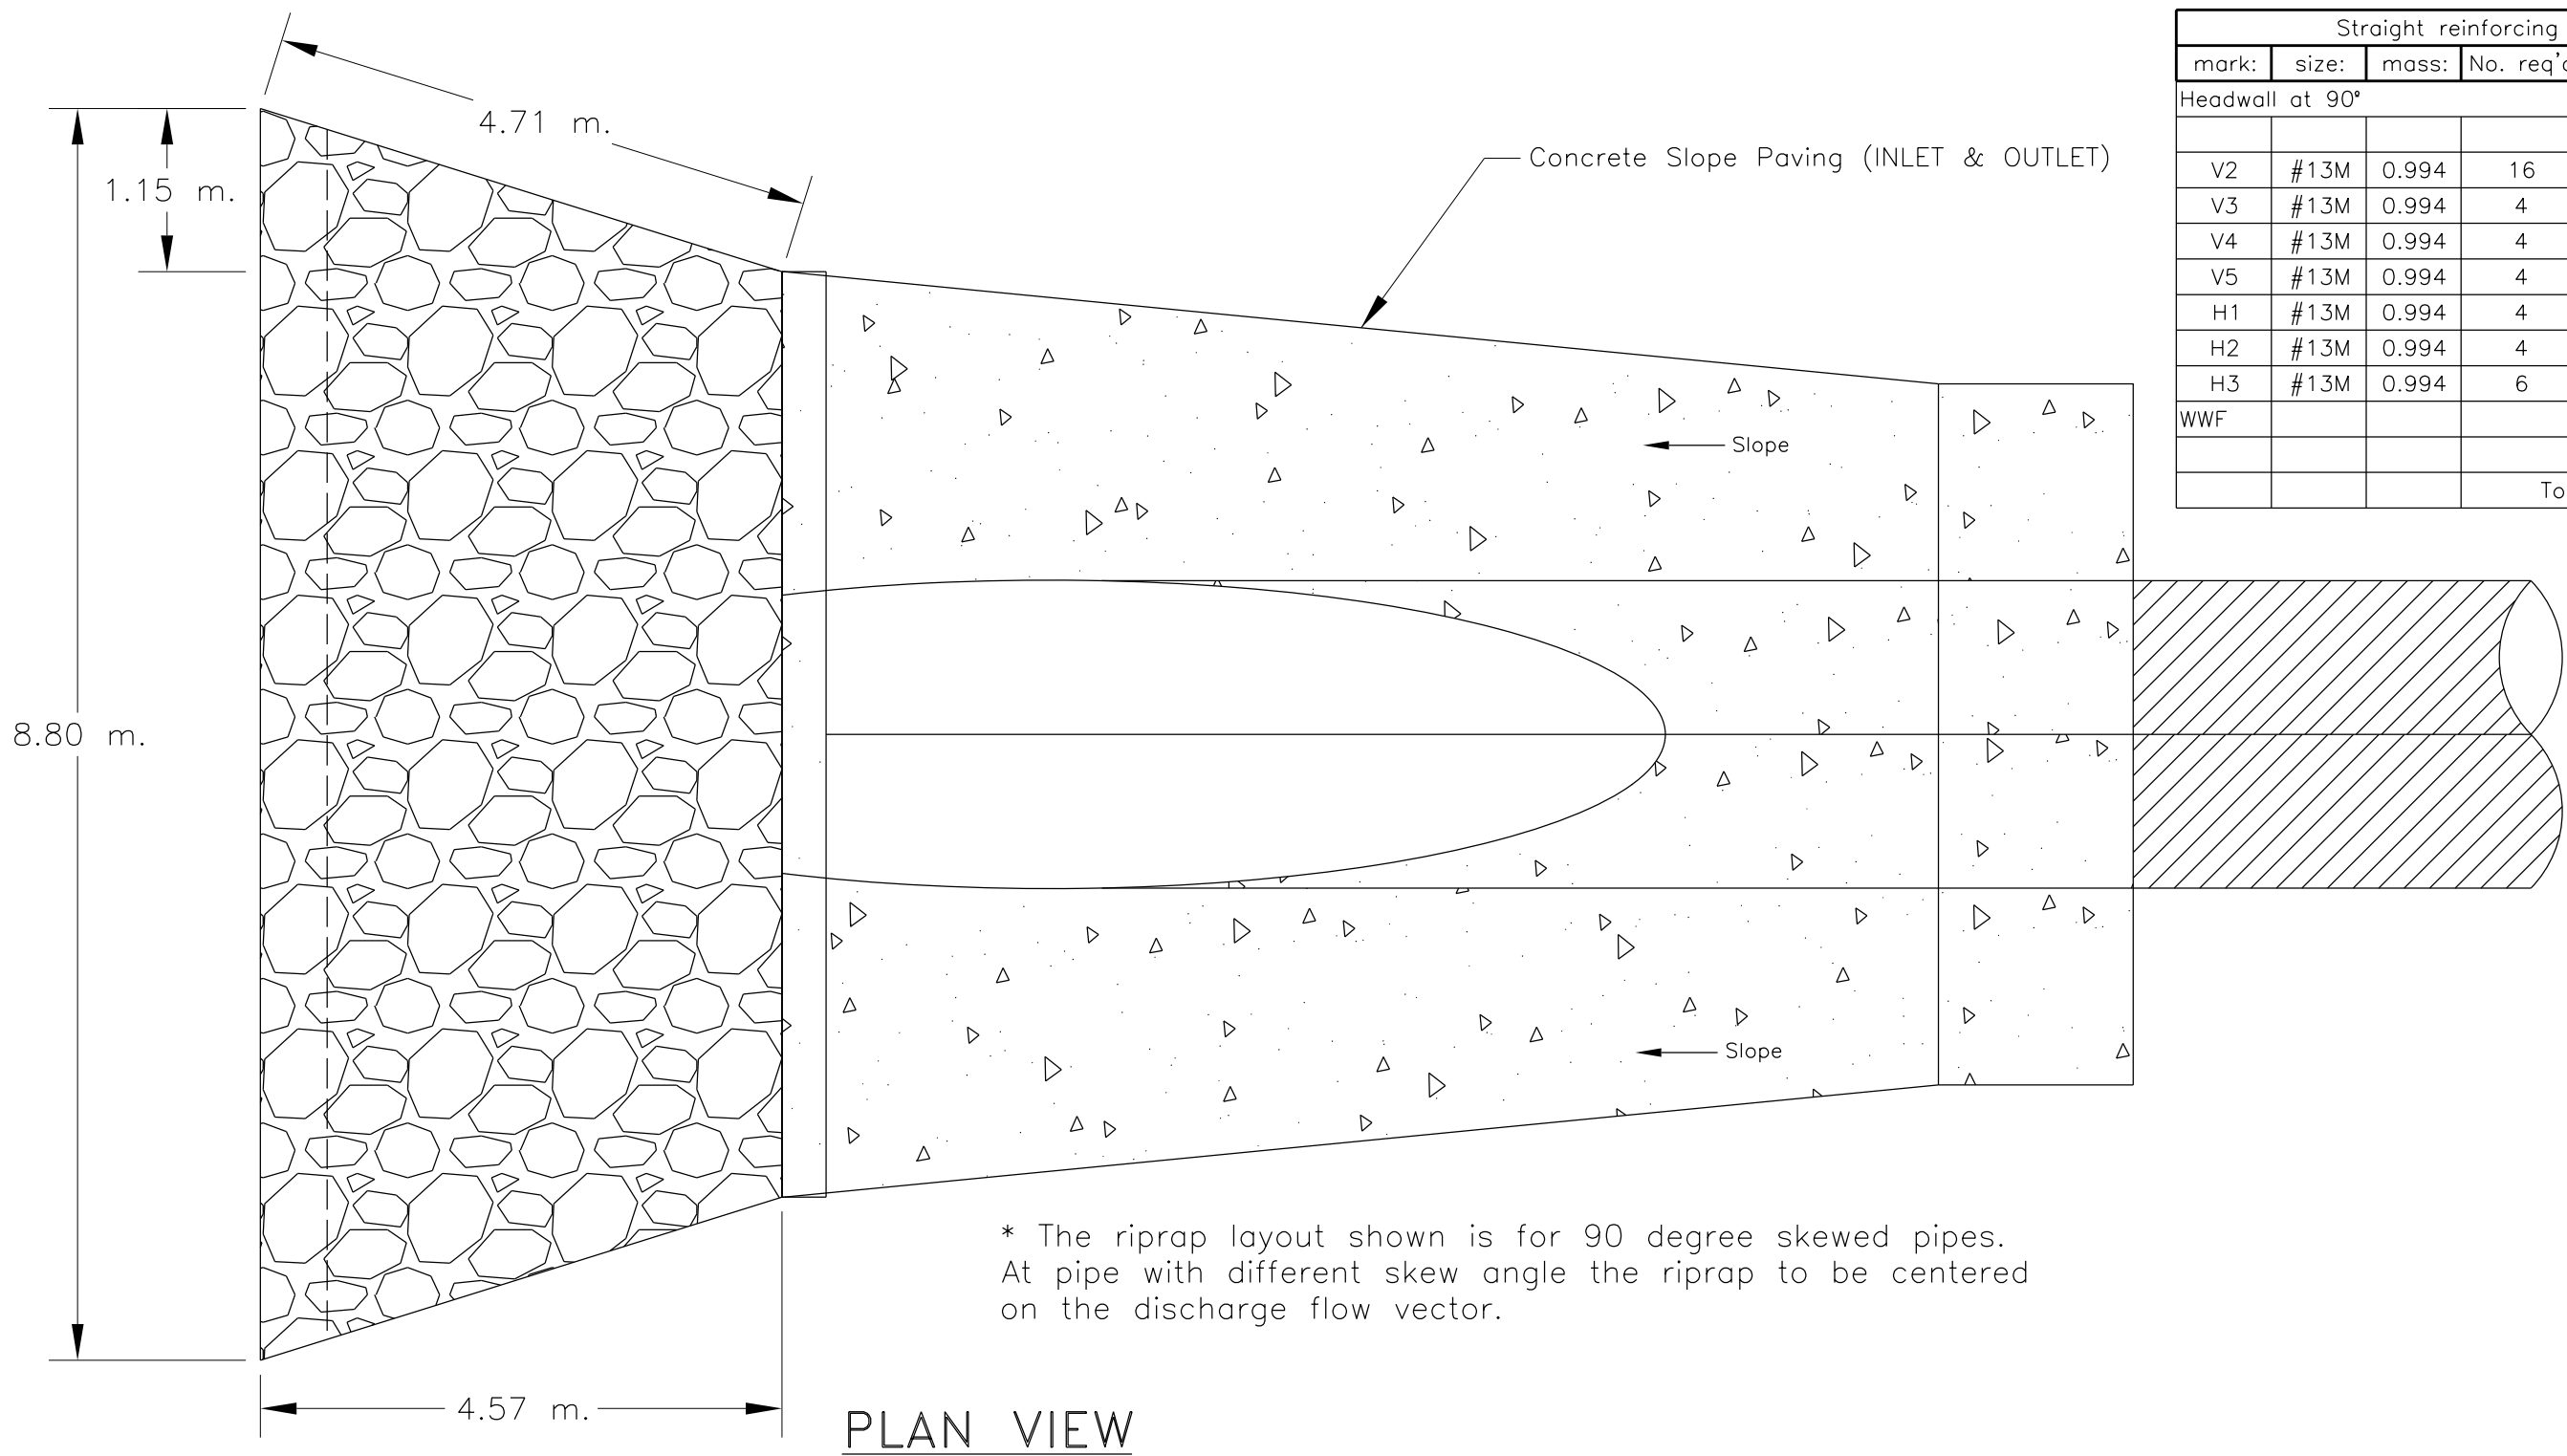 Straight reinforcing
mark: size: mass: No. req'd
Headwall at 90°
V2 #13M 0.994 16
V3 #13M 0.994 4
V4 #13M 0.994 4
V5 #13M 0.994 4
H1 #13M 0.994 4
H2 #13M 0.994 4
H3 #13M 0.994 6
WWF
To
4.71 m.
1.15 m.
Concrete Slope Paving (INLET & OUTLET)
Slope
8.80 m.
Slope
* The riprap layout shown is for 90 degree skewed pipes.
At pipe with different skew angle the riprap to be centered
on the discharge flow vector.
4.57 m.
PLAN VIEW